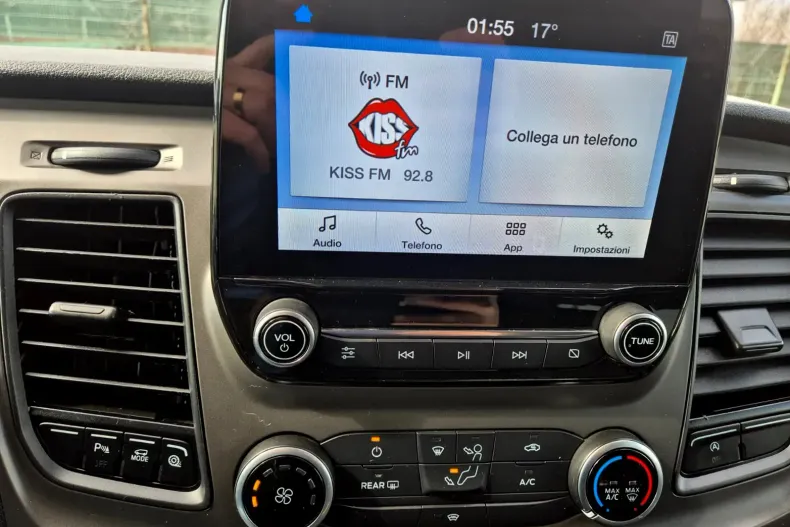 01:55 17°
TA
FM
KISS
fm
KISS FM 92.8
Collega un telefono
Audio
Telefono
App
Impostazioni
VOL
TUNE
P
OFF
MODE
REAR
A/C
MAX
A/C
MAX
A